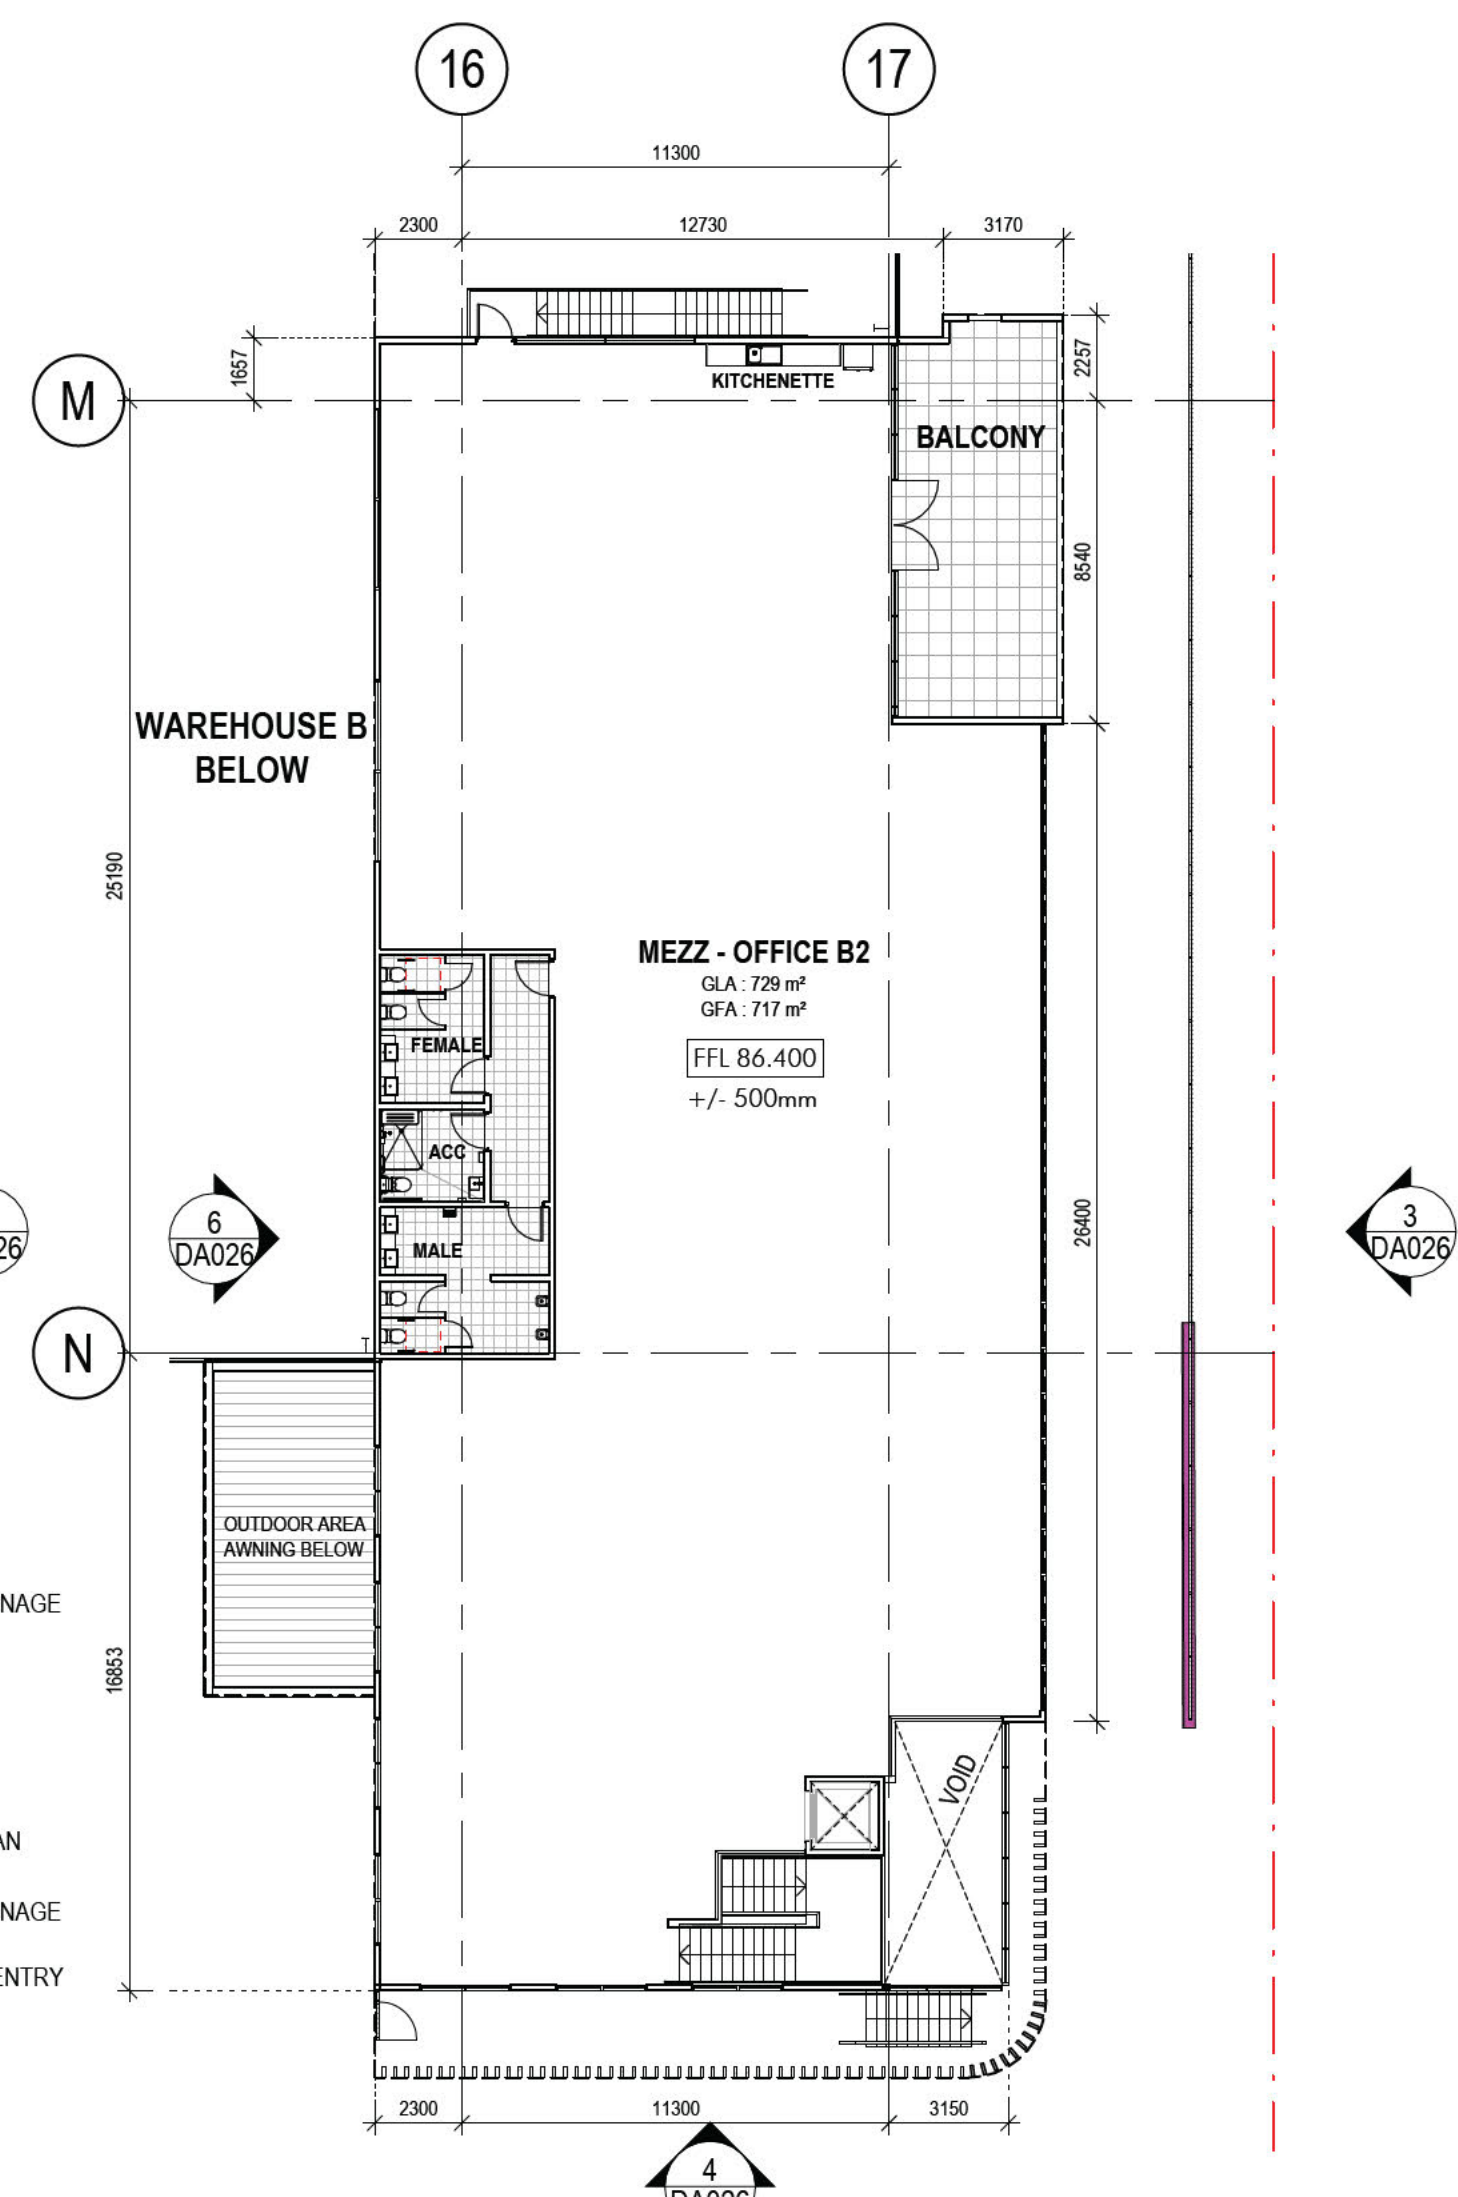 16
17
11300
2300
12730
3170
1657
2257
M
KITCHENETTE
BALCONY
8540
WAREHOUSE B
BELOW
25190
MEZZ - OFFICE B2
GLA : 729 m²
GFA : 717 m²
FFL 86.400
+/- 500mm
FEMALE
ACC
MALE
26400
6
DA026
3
DA026
26
N
OUTDOOR AREA
AWNING BELOW
NAGE
16853
VOID
AN
NAGE
ENTRY
2300
11300
3150
4
DA026